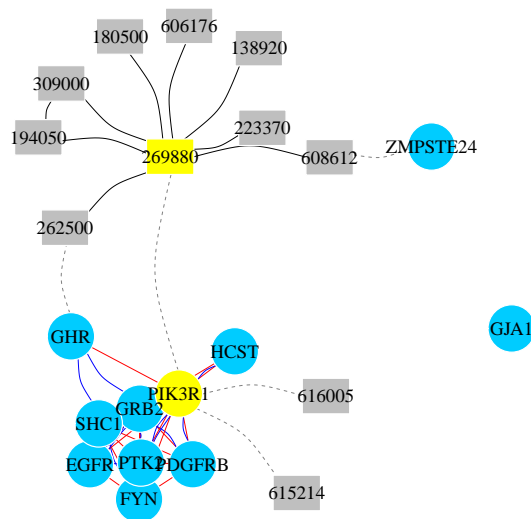 606176
180500
138920
309000
223370
194050
269880
608612
ZMPSTE24
262500
GJA1
GHR
HCST
PIK3R1
616005
GRB2
SHC1
EGFR
PTK2
PDGFRB
615214
FYN